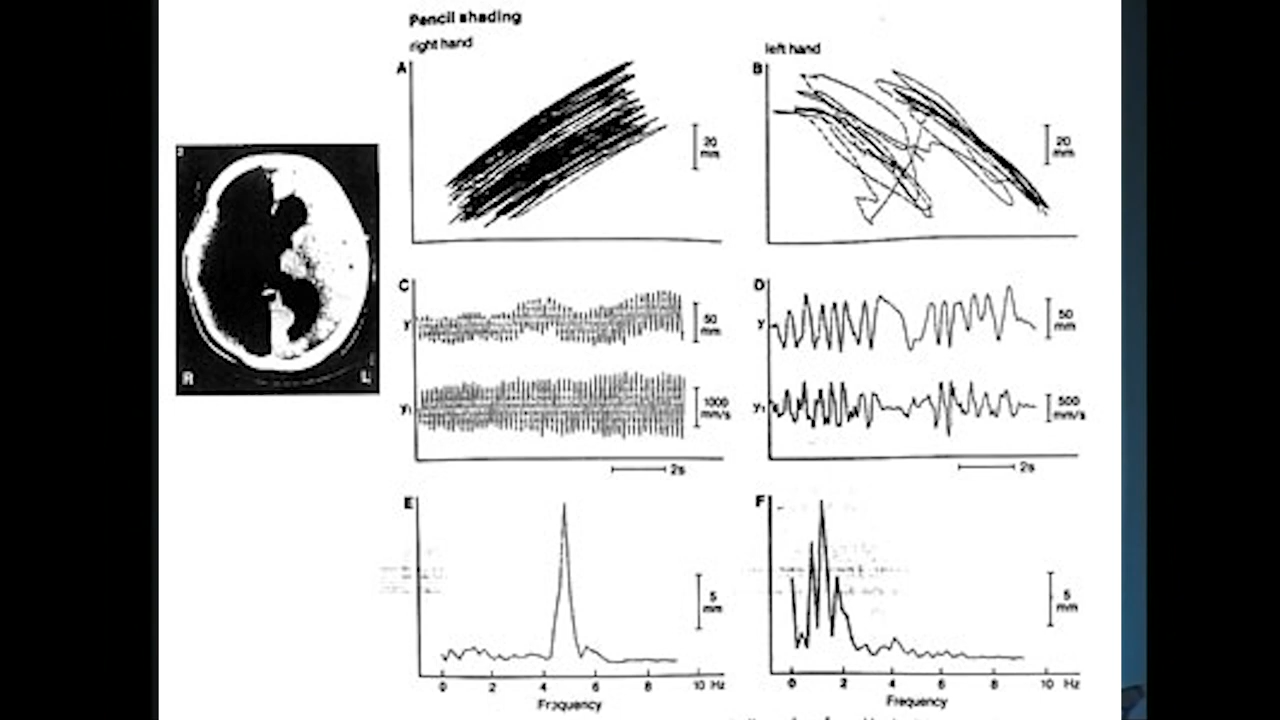 Pencil shading
right hand
left hand
A
20
mm
B
20
mm
2
R
L
C
y
50
mm
y₁
1000
mm/s
2s
D
y
50
mm
y₁
500
mm/s
2s
E
5
mm
0 2 4 6 8 10 Hz
Frequency
F
5
mm
0 2 4 6 8 10 Hz
Frequency